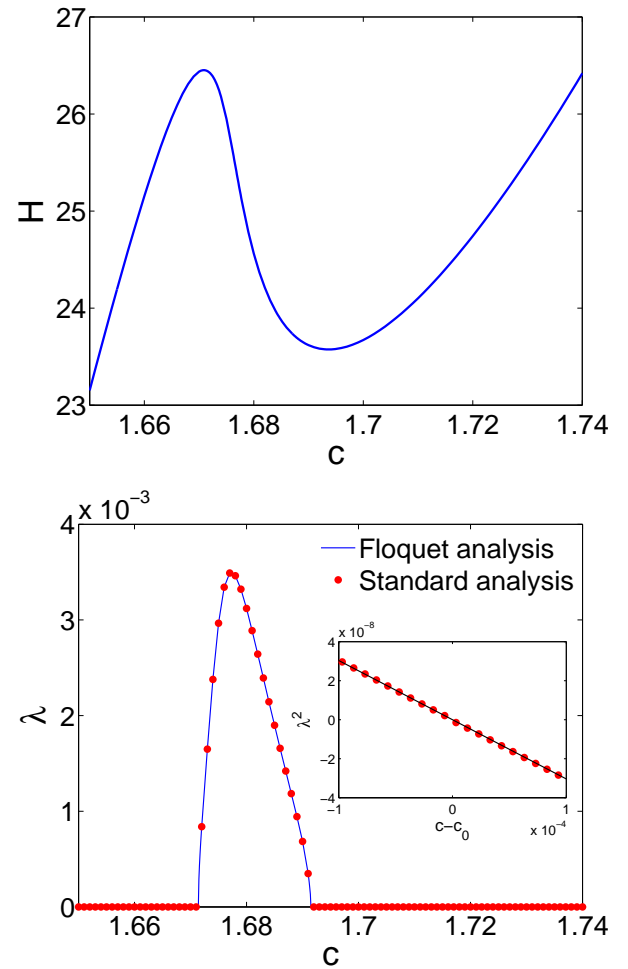 27
26
25
24
23
H
1.66 1.68 1.7 1.72 1.74
c
4 x 10⁻³
3
2
1
0
λ
Floquet analysis
Standard analysis
x 10⁻⁸
4
2
0
−2
−4
λ²
−1 0 1
c−c₀ x 10⁻⁴
1.66 1.68 1.7 1.72 1.74
c